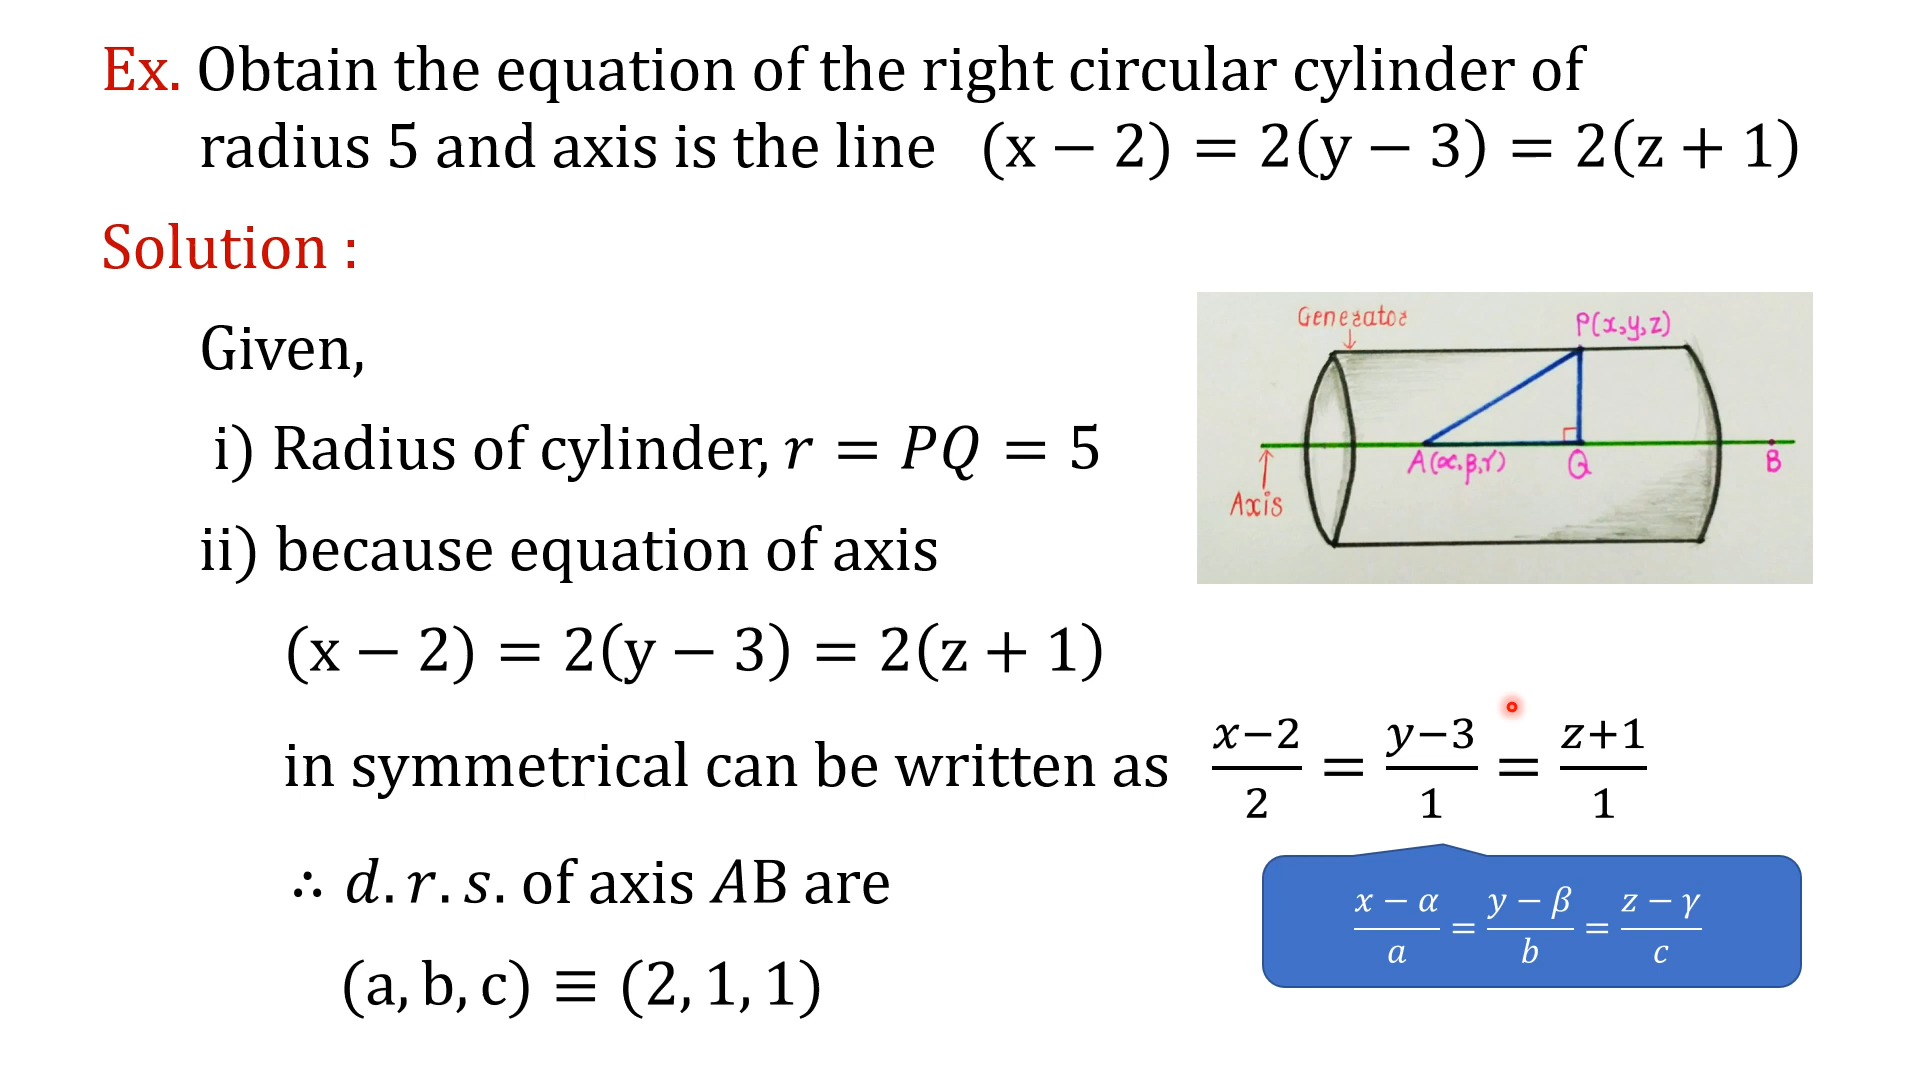 Ex. Obtain the equation of the right circular cylinder of
radius 5 and axis is the line (x − 2) = 2(y − 3) = 2(z + 1)
Solution :
Given,
i) Radius of cylinder, r = PQ = 5
ii) because equation of axis
(x − 2) = 2(y − 3) = 2(z + 1)
in symmetrical can be written as (x−2)/2 = (y−3)/1 = (z+1)/1
∴ d.r.s. of axis AB are
(a, b, c) ≡ (2, 1, 1)
Generator
P(x,y,z)
A(α,β,γ)
Q
B
Axis
(x − α)/a = (y − β)/b = (z − γ)/c